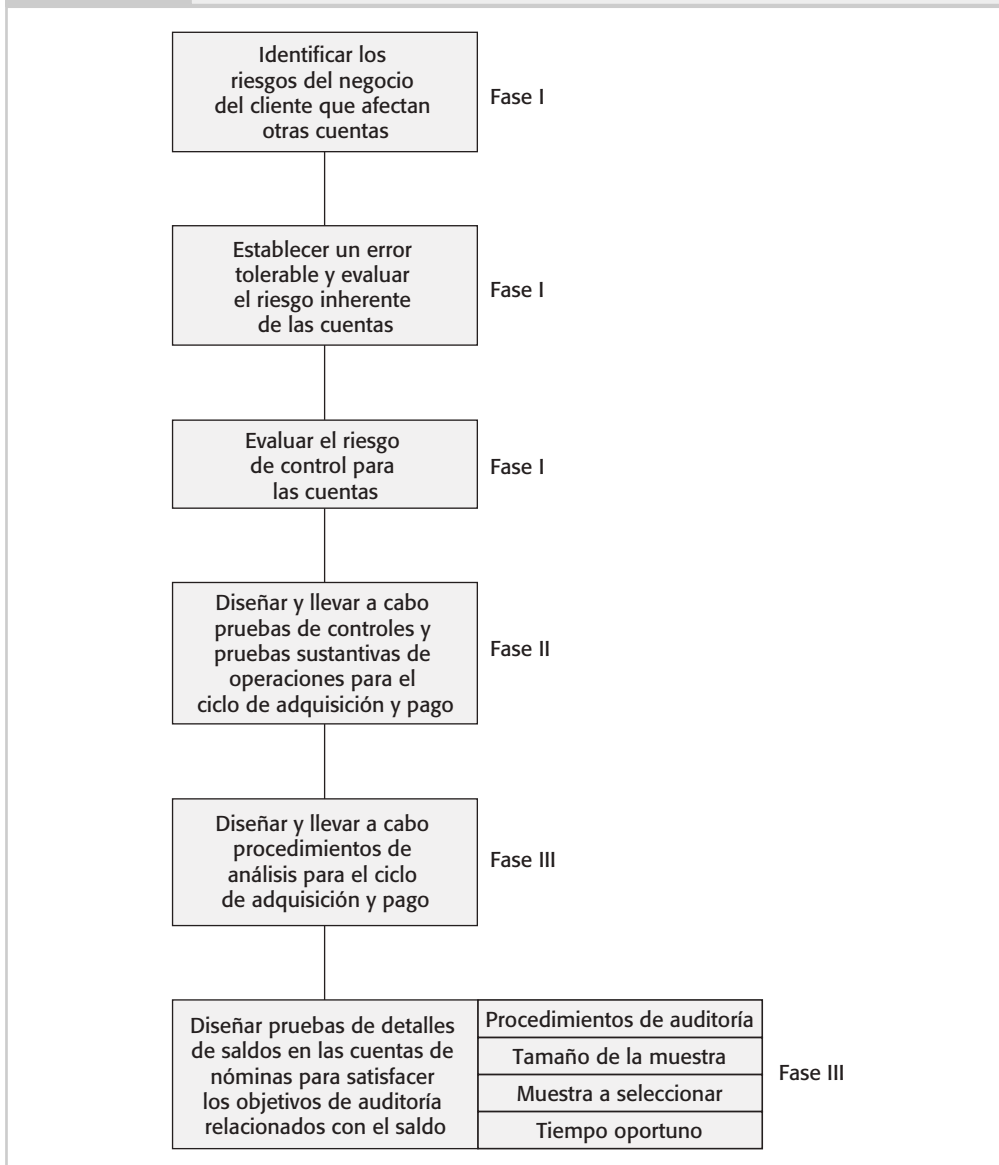 Identificar los
riesgos del negocio
del cliente que afectan
otras cuentas
Fase I
Establecer un error
tolerable y evaluar
el riesgo inherente
de las cuentas
Fase I
Evaluar el riesgo
de control para
las cuentas
Fase I
Diseñar y llevar a cabo
pruebas de controles y
pruebas sustantivas de
operaciones para el
ciclo de adquisición y pago
Fase II
Diseñar y llevar a cabo
procedimientos de
análisis para el ciclo
de adquisición y pago
Fase III
Diseñar pruebas de detalles
de saldos en las cuentas de
nóminas para satisfacer
los objetivos de auditoría
relacionados con el saldo
Procedimientos de auditoría
Tamaño de la muestra
Muestra a seleccionar
Tiempo oportuno
Fase III